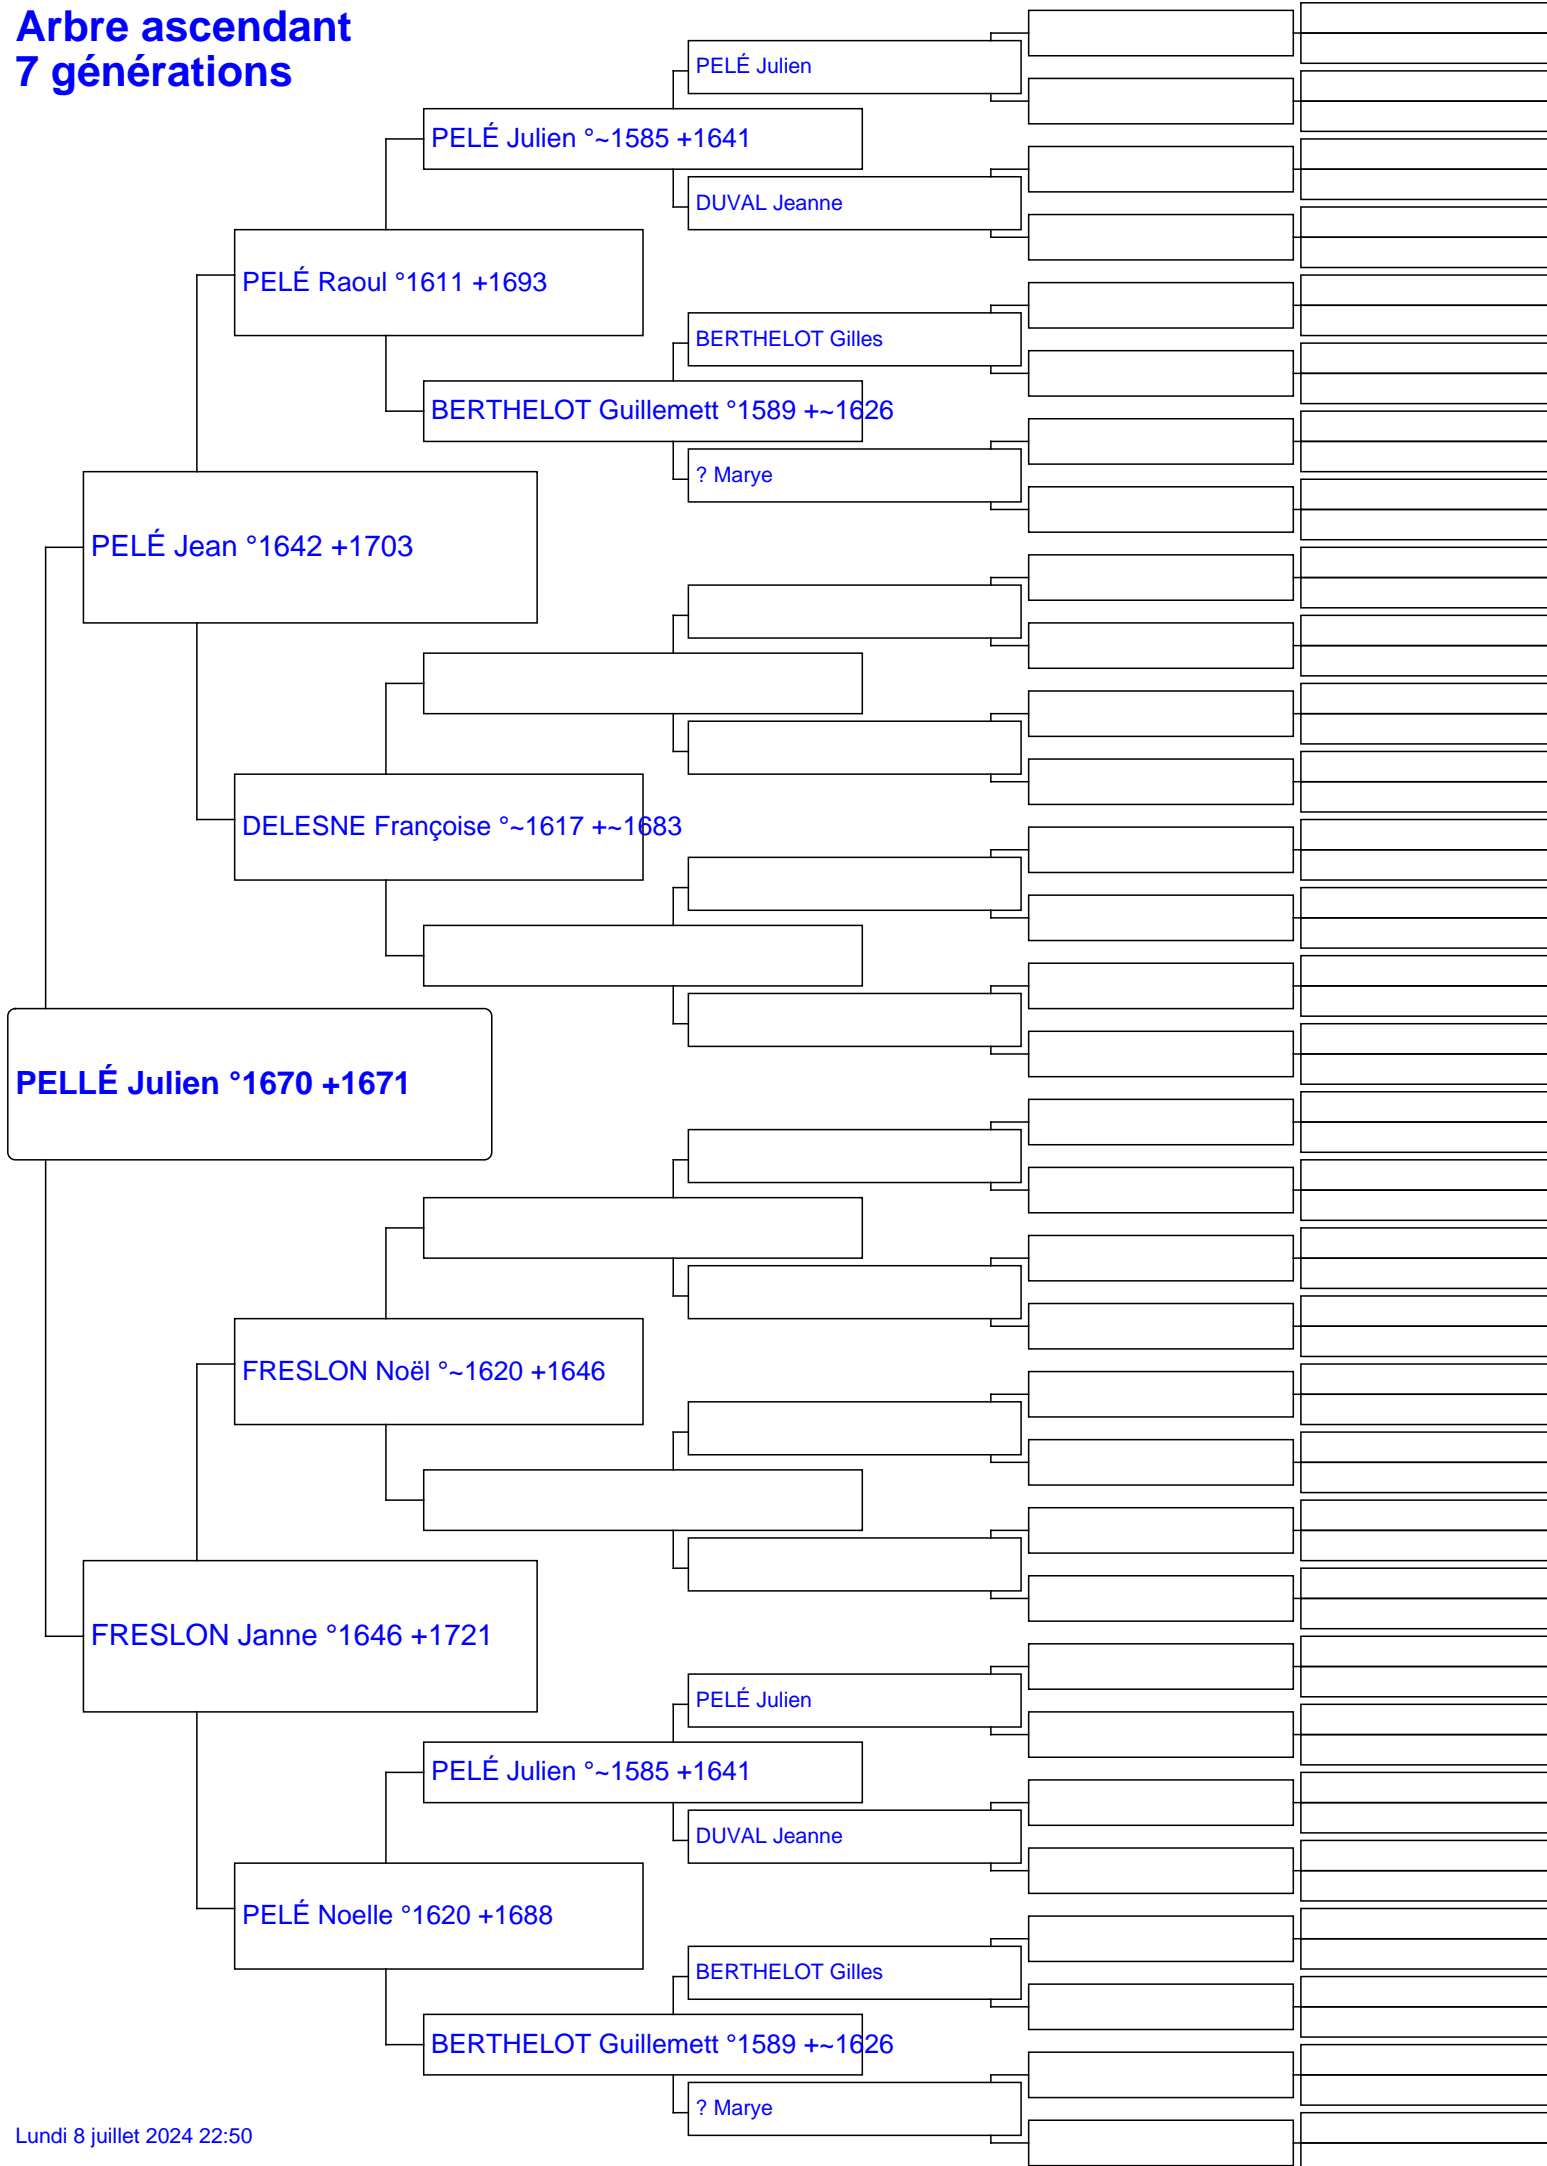 Arbre ascendant
7 générations
PELÉ Julien
PELÉ Julien °~1585 +1641
DUVAL Jeanne
PELÉ Raoul °1611 +1693
BERTHELOT Gilles
BERTHELOT Guillemett °1589 +~1626
? Marye
PELÉ Jean °1642 +1703
DELESNE Françoise °~1617 +~1683
PELLÉ Julien °1670 +1671
FRESLON Noël °~1620 +1646
FRESLON Janne °1646 +1721
PELÉ Julien
PELÉ Julien °~1585 +1641
DUVAL Jeanne
PELÉ Noelle °1620 +1688
BERTHELOT Gilles
BERTHELOT Guillemett °1589 +~1626
? Marye
Lundi 8 juillet 2024 22:50